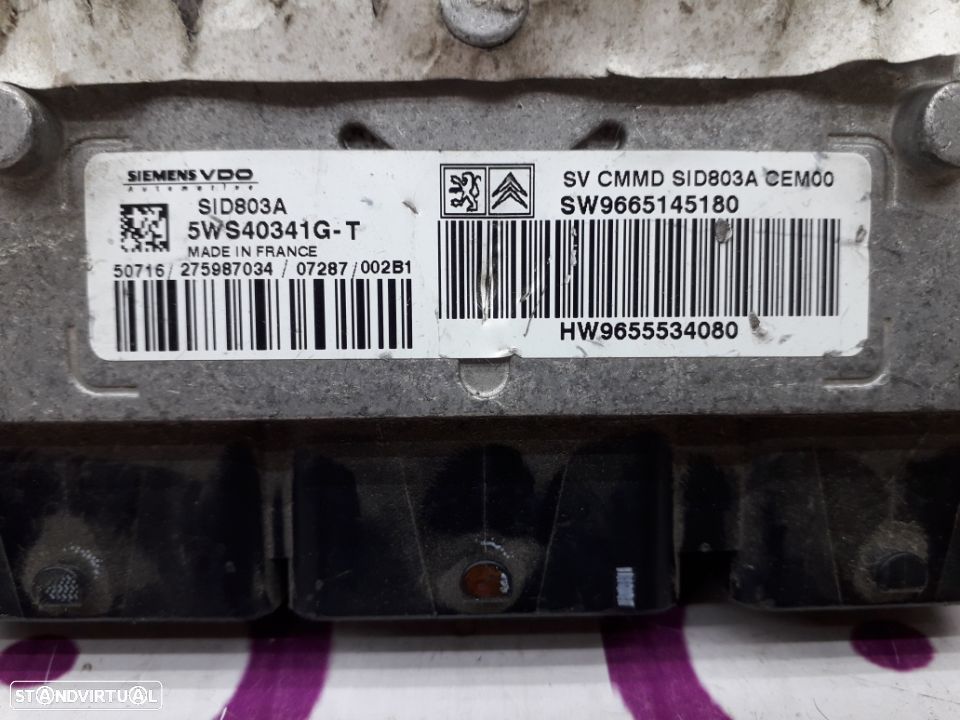 SIEMENS VDO
Automotive
SID803A
5WS40341G-T
MADE IN FRANCE
50716/275987034/07287/002B1
SV CMMD SID803A CEM00
SW9665145180
HW9655534080
STANDVIRTUAL